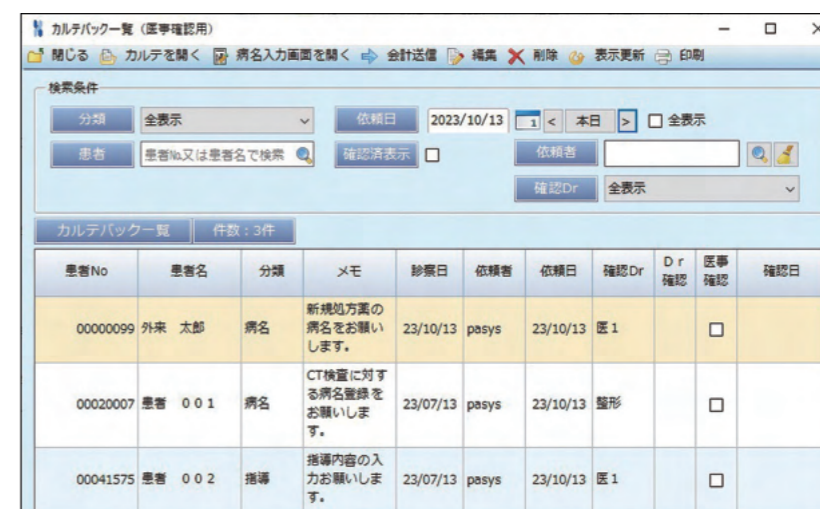 カルテバック一覧（医事確認用）
閉じる カルテを開く 病名入力画面を開く 会計送信 編集 削除 表示更新 印刷
検索条件
分類 全表示 依頼日 2023/10/13 1 < 本日 > 全表示
患者 患者No又は患者名で検索 確認済表示 依頼者
確認Dr 全表示
カルテバック一覧 件数：3件
患者No 患者名 分類 メモ 診察日 依頼者 依頼日 確認Dr Dr確認 医事確認 確認日
00000099 外来 太郎 病名 新規処方薬の病名をお願いします。 23/10/13 pasys 23/10/13 医1
00020007 患者 001 病名 CT検査に対する病名登録をお願いします。 23/07/13 pasys 23/10/13 整形
00041575 患者 002 指導 指導内容の入力お願いします。 23/07/13 pasys 23/10/13 医1